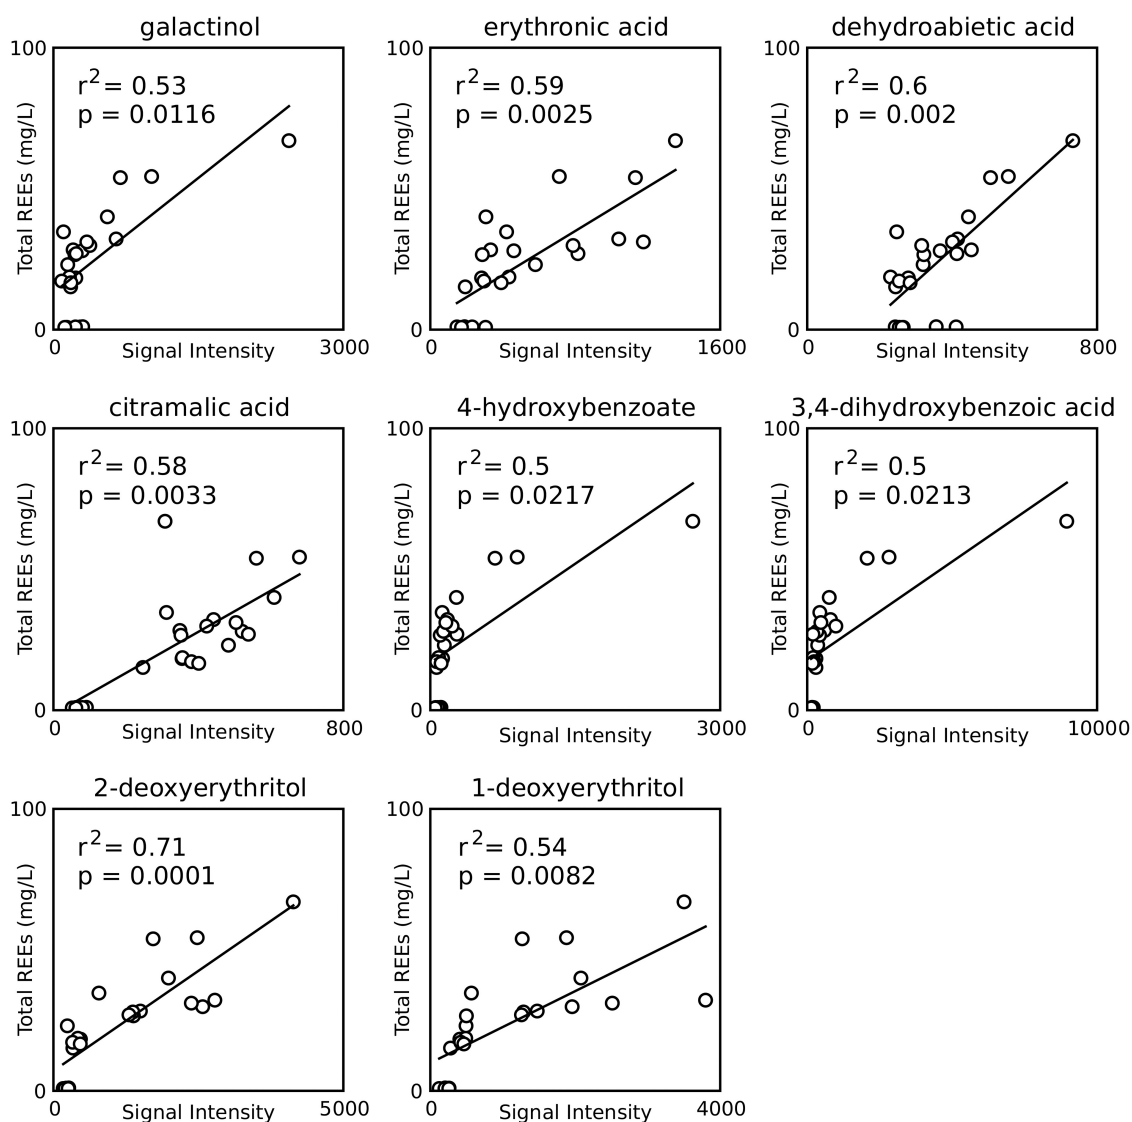 galactinol
100
r2= 0.53
p = 0.0116
Total REEs (mg/L)
0
0
Signal Intensity
3000
erythronic acid
100
r2= 0.59
p = 0.0025
Total REEs (mg/L)
0
0
Signal Intensity
1600
dehydroabietic acid
100
r2= 0.6
p = 0.002
Total REEs (mg/L)
0
0
Signal Intensity
800
citramalic acid
100
r2= 0.58
p = 0.0033
Total REEs (mg/L)
0
0
Signal Intensity
800
4-hydroxybenzoate
100
r2= 0.5
p = 0.0217
Total REEs (mg/L)
0
0
Signal Intensity
3000
3,4-dihydroxybenzoic acid
100
r2= 0.5
p = 0.0213
Total REEs (mg/L)
0
0
Signal Intensity
10000
2-deoxyerythritol
100
r2= 0.71
p = 0.0001
Total REEs (mg/L)
0
0
Signal Intensity
5000
1-deoxyerythritol
100
r2= 0.54
p = 0.0082
Total REEs (mg/L)
0
0
Signal Intensity
4000